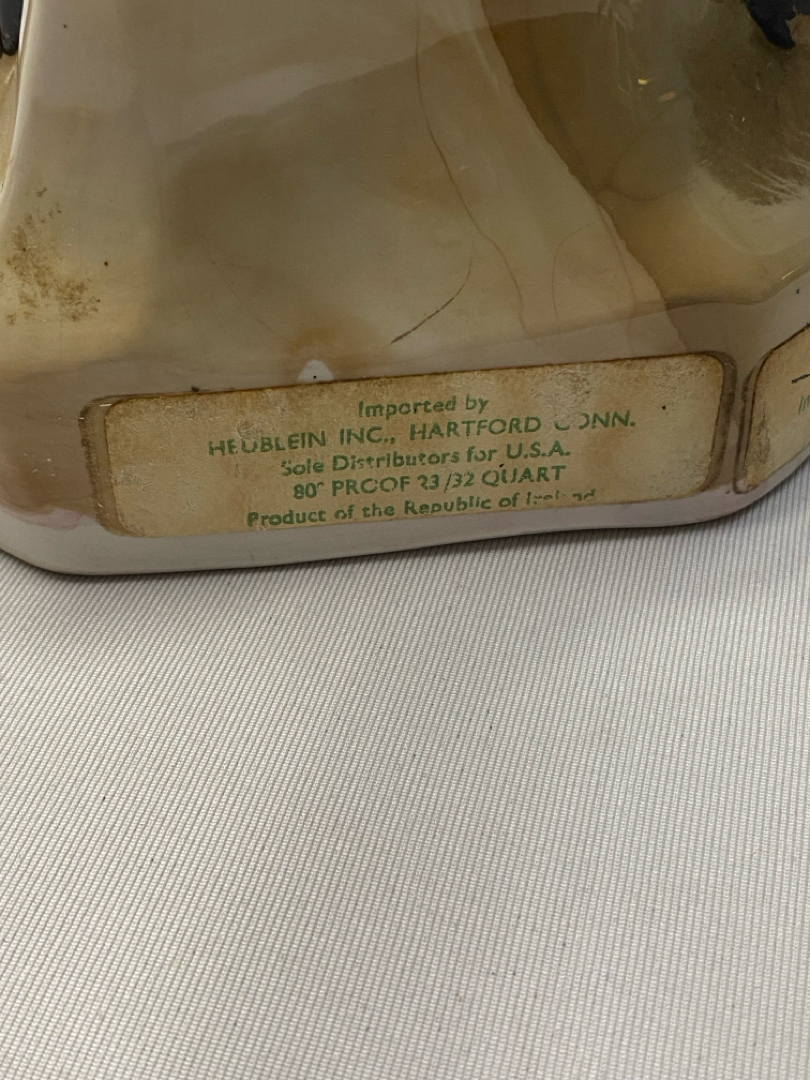 Imported by
HEUBLEIN INC., HARTFORD CONN.
Sole Distributors for U.S.A.
80° PROOF 23/32 QUART
Product of the Republic of Ireland